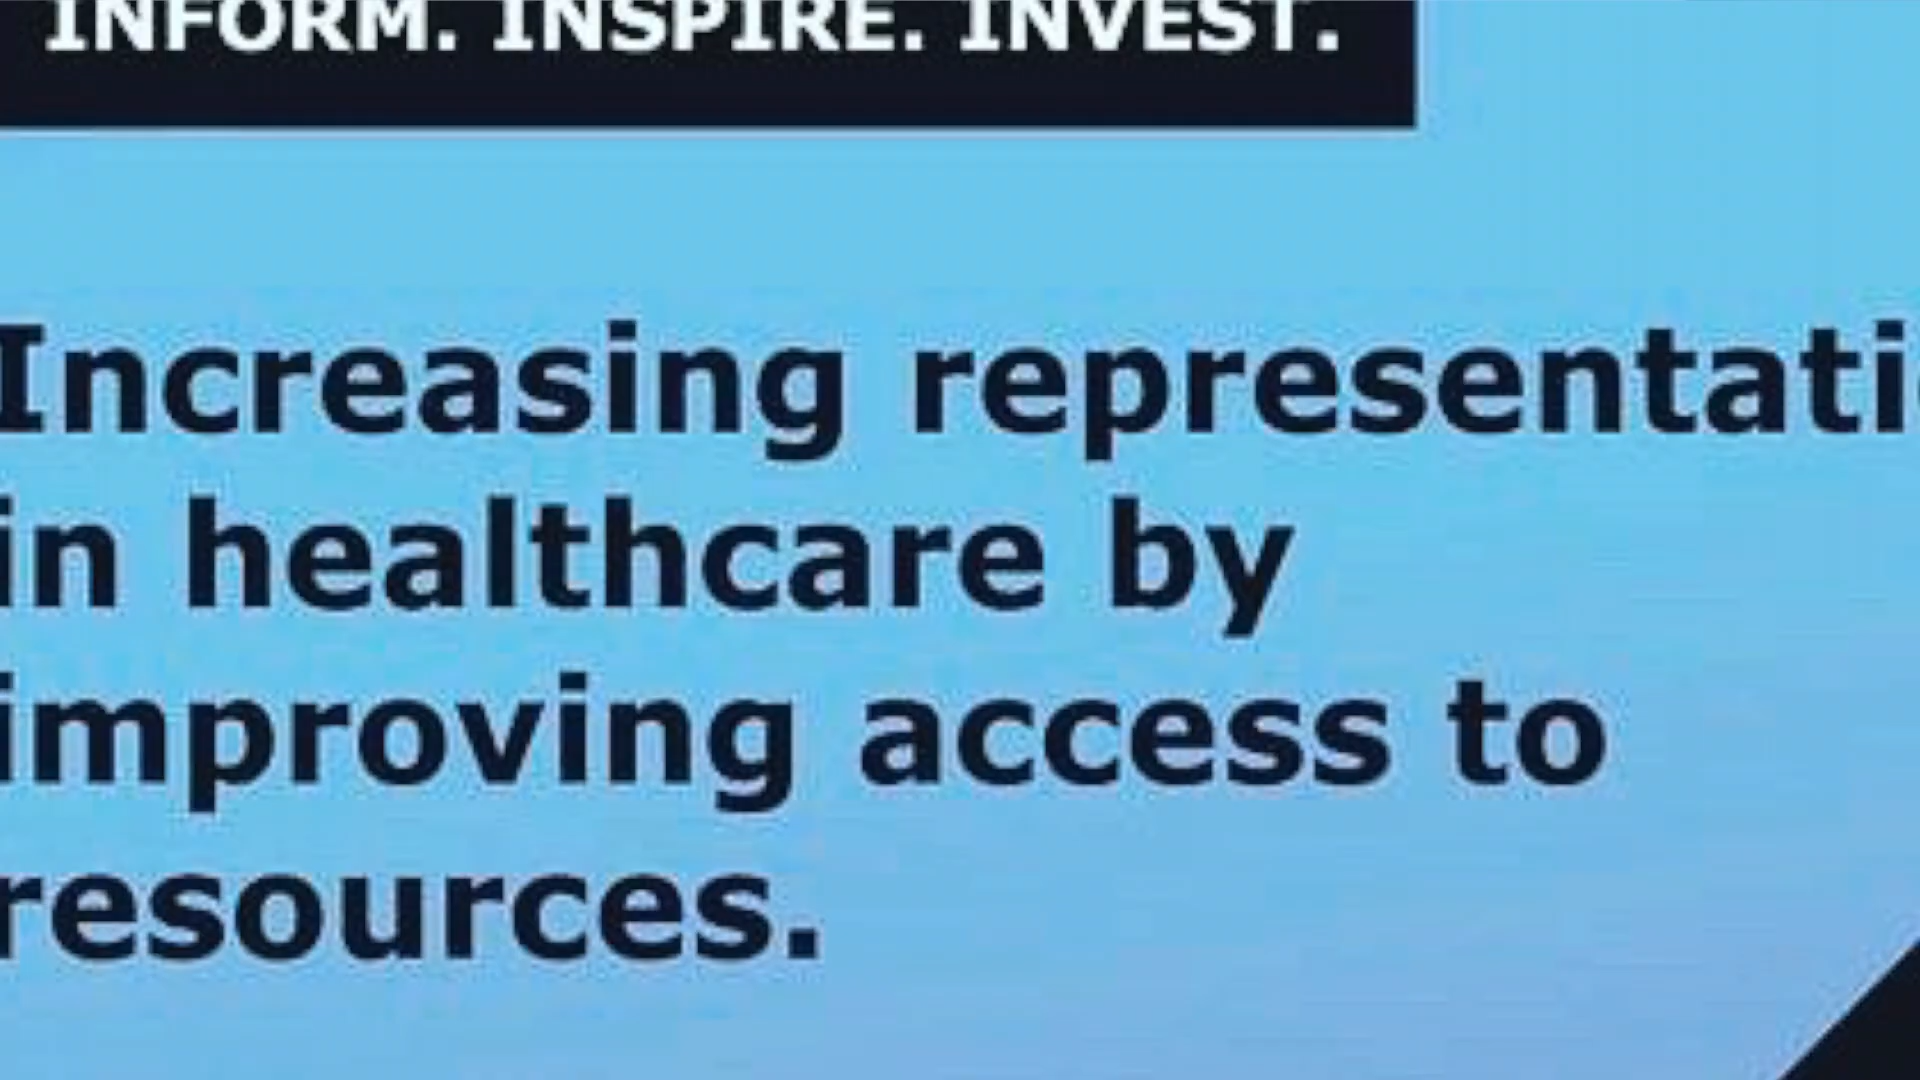 INFORM. INSPIRE. INVEST.
Increasing representati
in healthcare by
improving access to
resources.